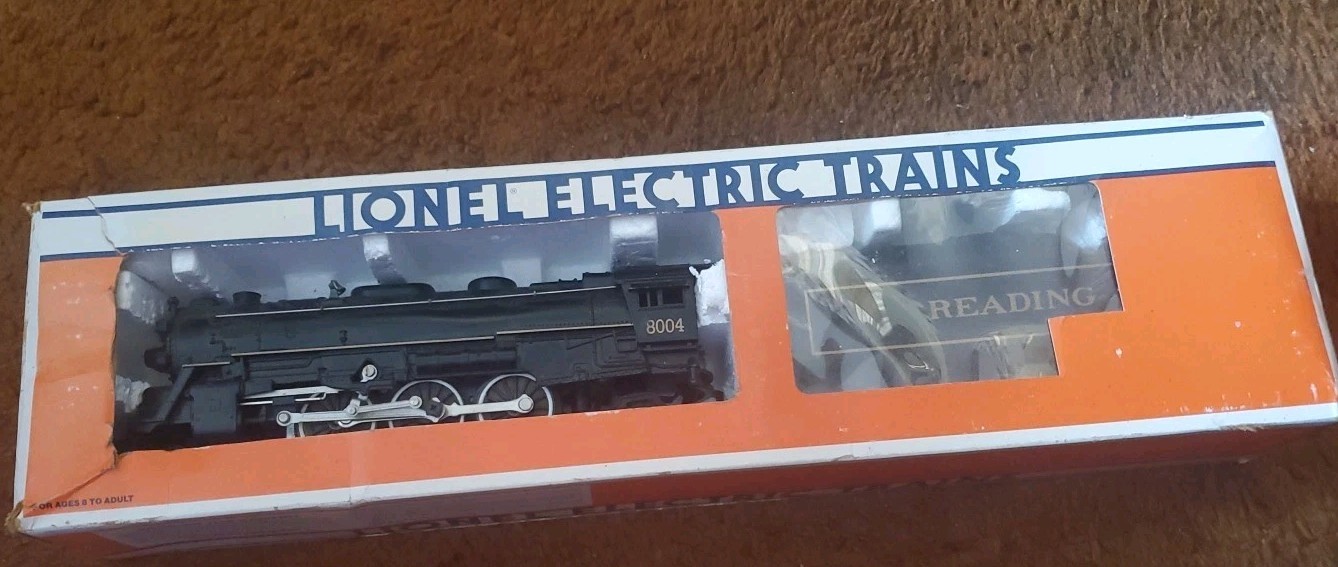 LIONEL® ELECTRIC TRAINS
8004
READING
OR AGES 8 TO ADULT